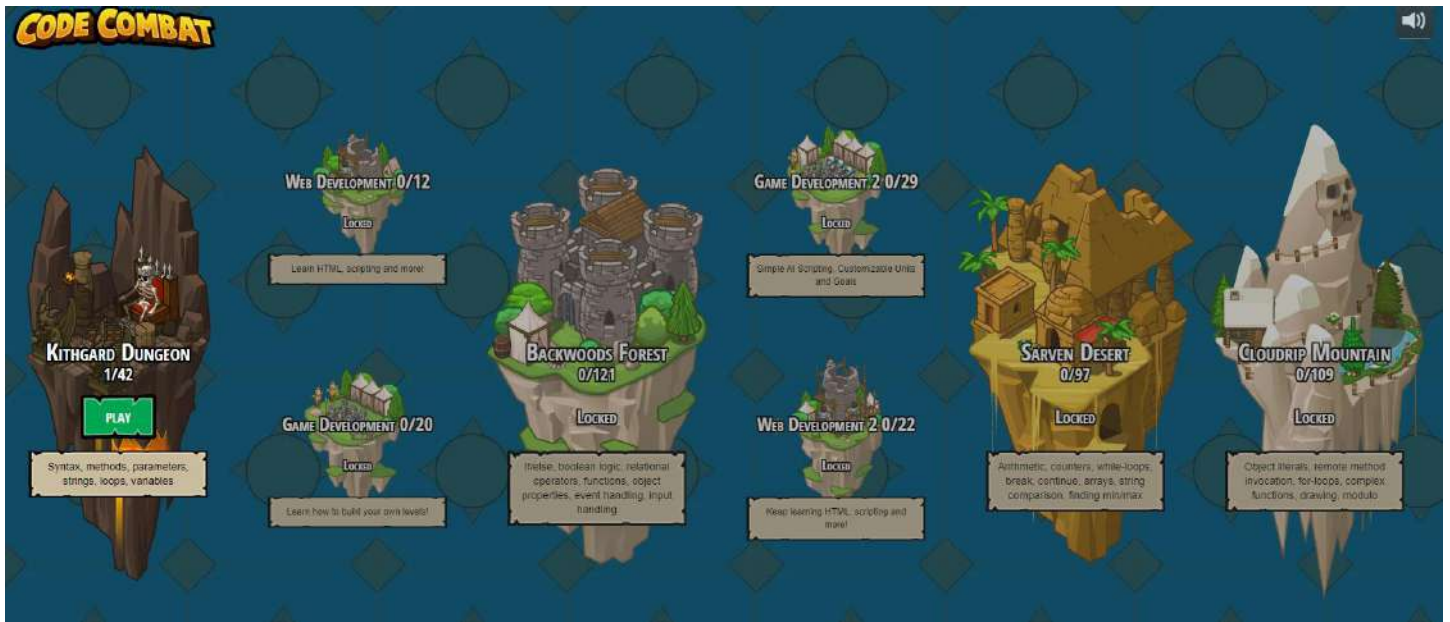 CODE COMBAT
KITHGARD DUNGEON
1/42
PLAY
Syntax, methods, parameters,
strings, loops, variables
WEB DEVELOPMENT 0/12
LOCKED
Learn HTML, scripting and more!
GAME DEVELOPMENT 0/20
LOCKED
Learn how to build your own levels!
BACKWOODS FOREST
0/121
LOCKED
If/else, boolean logic, relational
operators, functions, object
properties, event handling, input
handling
GAME DEVELOPMENT 2 0/29
LOCKED
Simple AI Scripting, Customizable Units
and Goals
WEB DEVELOPMENT 2 0/22
LOCKED
Keep learning HTML, scripting and
more!
SARVEN DESERT
0/97
LOCKED
Arithmetic, counters, while-loops,
break, continue, arrays, string
comparison, finding min/max
CLOUDRIP MOUNTAIN
0/109
LOCKED
Object literals, remote method
invocation, for-loops, complex
functions, drawing, modulo